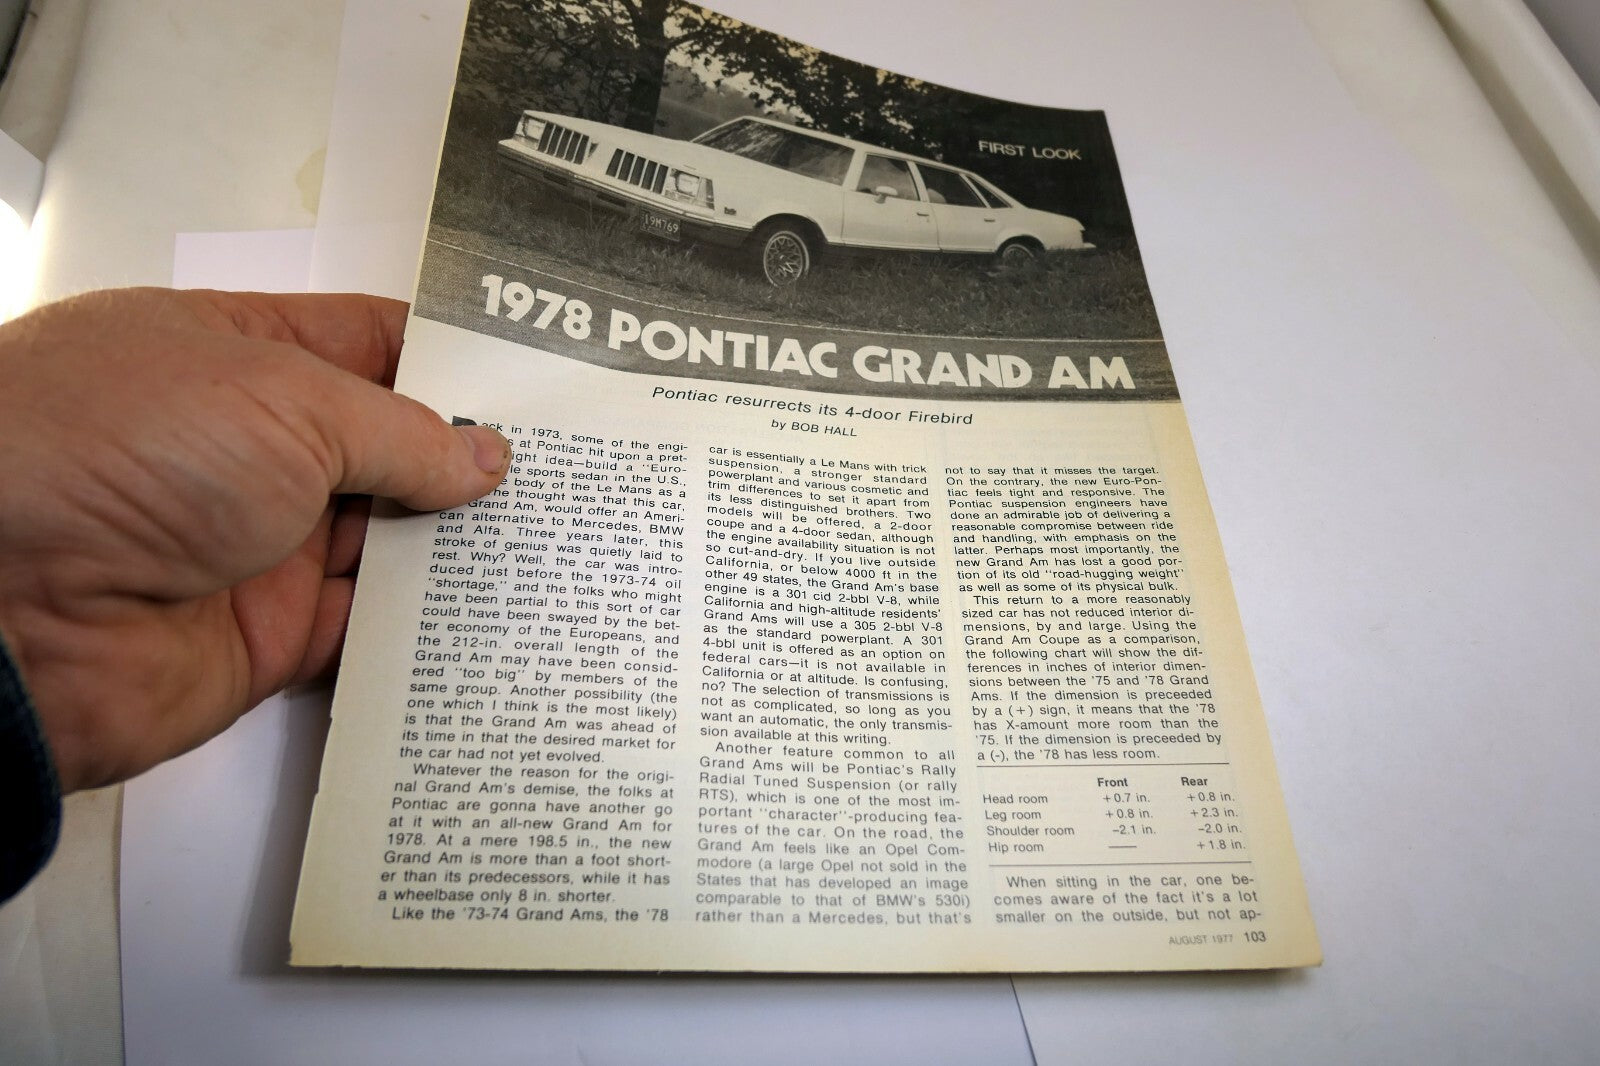 FIRST LOOK
19M769
1978 PONTIAC GRAND AM
Pontiac resurrects its 4-door Firebird
by BOB HALL
ack in 1973, some of the engi-
s at Pontiac hit upon a pret-
ight idea—build a "Euro-
le sports sedan in the U.S.,
e body of the Le Mans as a
he thought was that this car,
Grand Am, would offer an Ameri-
can alternative to Mercedes, BMW
and Alfa. Three years later, this
stroke of genius was quietly laid to
rest. Why? Well, the car was intro-
duced just before the 1973-74 oil
"shortage," and the folks who might
have been partial to this sort of car
could have been swayed by the bet-
ter economy of the Europeans, and
the 212-in. overall length of the
Grand Am may have been consid-
ered "too big" by members of the
same group. Another possibility (the
one which I think is the most likely)
is that the Grand Am was ahead of
its time in that the desired market for
the car had not yet evolved.
Whatever the reason for the origi-
nal Grand Am's demise, the folks at
Pontiac are gonna have another go
at it with an all-new Grand Am for
1978. At a mere 198.5 in., the new
Grand Am is more than a foot short-
er than its predecessors, while it has
a wheelbase only 8 in. shorter.
Like the '73-74 Grand Ams, the '78
car is essentially a Le Mans with trick
suspension, a stronger standard
powerplant and various cosmetic and
trim differences to set it apart from
its less distinguished brothers. Two
models will be offered, a 2-door
coupe and a 4-door sedan, although
the engine availability situation is not
so cut-and-dry. If you live outside
California, or below 4000 ft in the
other 49 states, the Grand Am's base
engine is a 301 cid 2-bbl V-8, while
California and high-altitude residents'
Grand Ams will use a 305 2-bbl V-8
as the standard powerplant. A 301
4-bbl unit is offered as an option on
federal cars—it is not available in
California or at altitude. Is confusing,
no? The selection of transmissions is
not as complicated, so long as you
want an automatic, the only transmis-
sion available at this writing.
Another feature common to all
Grand Ams will be Pontiac's Rally
Radial Tuned Suspension (or rally
RTS), which is one of the most im-
portant "character"-producing fea-
tures of the car. On the road, the
Grand Am feels like an Opel Com-
modore (a large Opel not sold in the
States that has developed an image
comparable to that of BMW's 530i)
rather than a Mercedes, but that's
not to say that it misses the target.
On the contrary, the new Euro-Pon-
tiac feels tight and responsive. The
Pontiac suspension engineers have
done an admirable job of delivering a
reasonable compromise between ride
and handling, with emphasis on the
latter. Perhaps most importantly, the
new Grand Am has lost a good por-
tion of its old "road-hugging weight"
as well as some of its physical bulk.
This return to a more reasonably
sized car has not reduced interior di-
mensions, by and large. Using the
Grand Am Coupe as a comparison,
the following chart will show the dif-
ferences in inches of interior dimen-
sions between the '75 and '78 Grand
Ams. If the dimension is preceeded
by a (+) sign, it means that the '78
has X-amount more room than the
'75. If the dimension is preceeded by
a (-), the '78 has less room.
Front Rear
Head room +0.7 in. +0.8 in.
Leg room +0.8 in. +2.3 in.
Shoulder room -2.1 in. -2.0 in.
Hip room — +1.8 in.
When sitting in the car, one be-
comes aware of the fact it's a lot
smaller on the outside, but not ap-
AUGUST 1977 103